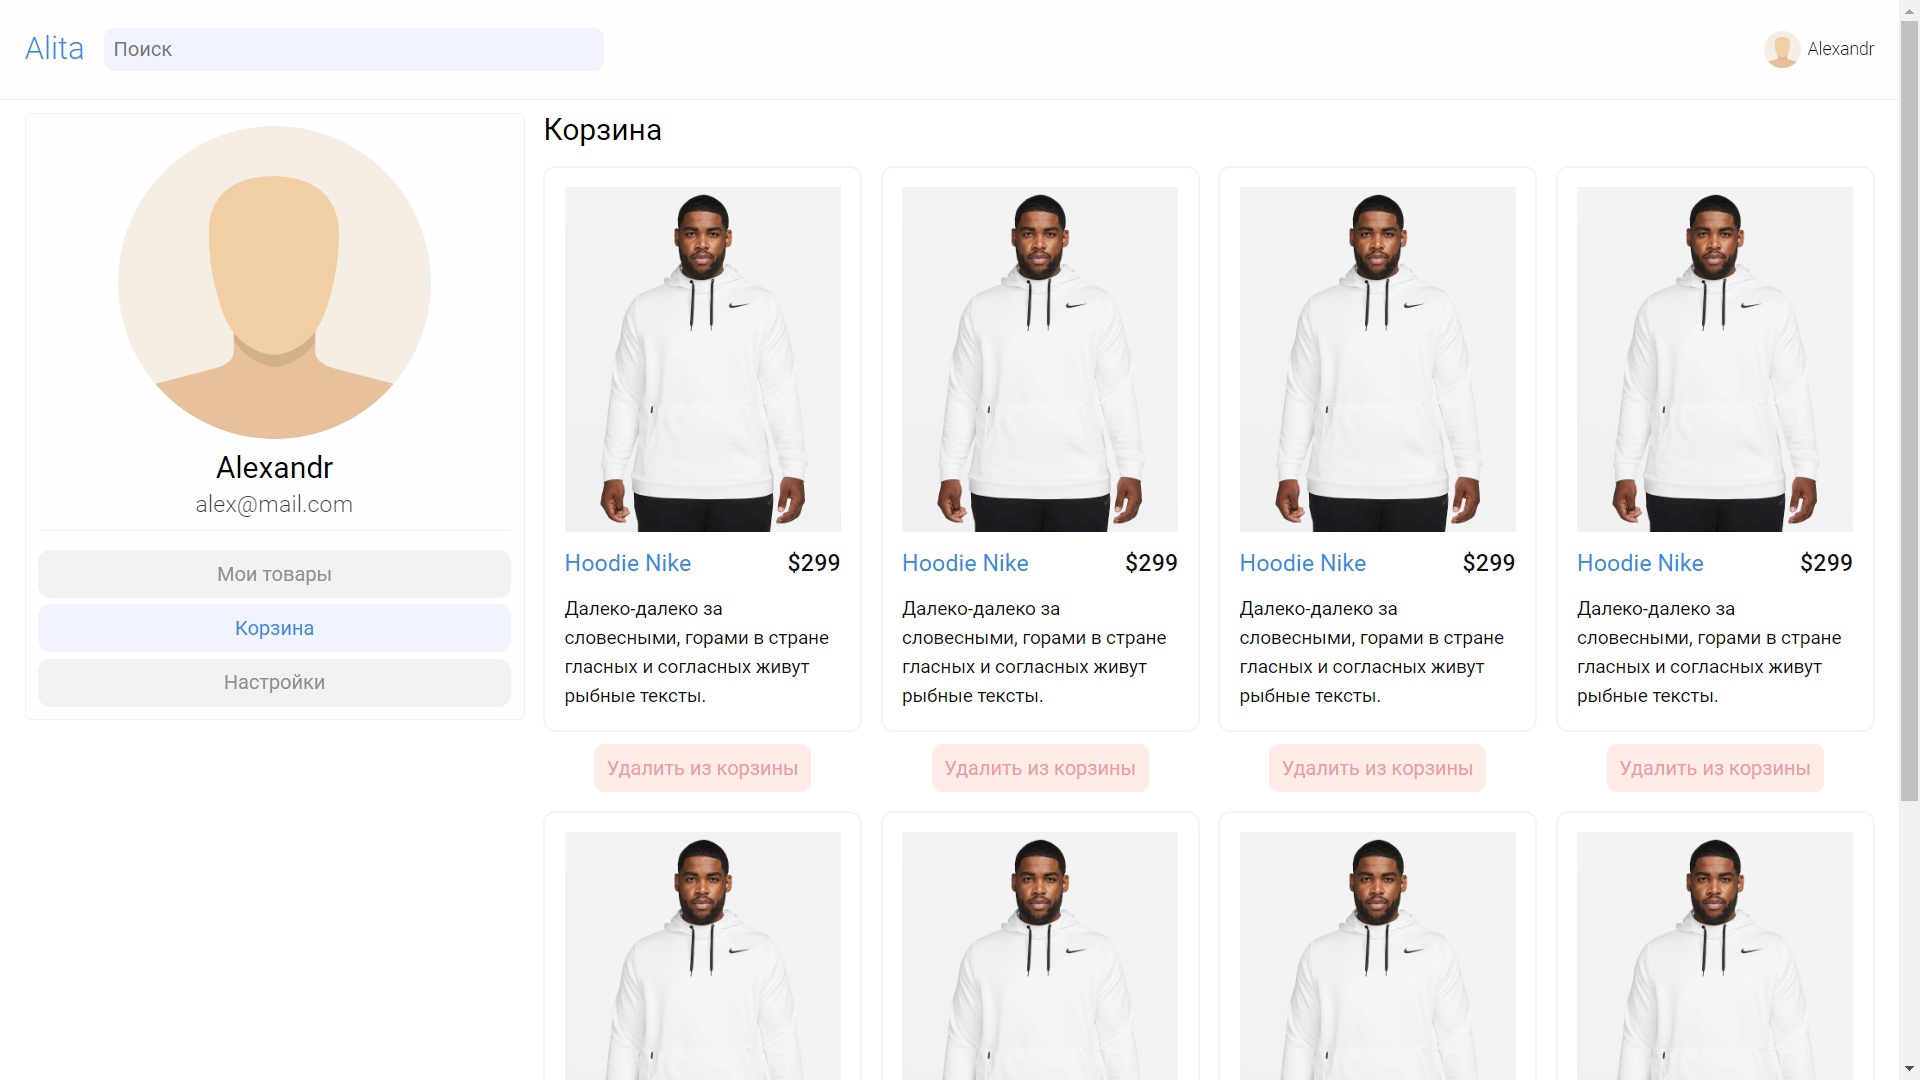 Alita
Поиск
Alexandr
Alexandr
alex@mail.com
Мои товары
Корзина
Настройки
Корзина
Hoodie Nike $299
Далеко-далеко за
словесными, горами в стране
гласных и согласных живут
рыбные тексты.
Удалить из корзины
Hoodie Nike $299
Далеко-далеко за
словесными, горами в стране
гласных и согласных живут
рыбные тексты.
Удалить из корзины
Hoodie Nike $299
Далеко-далеко за
словесными, горами в стране
гласных и согласных живут
рыбные тексты.
Удалить из корзины
Hoodie Nike $299
Далеко-далеко за
словесными, горами в стране
гласных и согласных живут
рыбные тексты.
Удалить из корзины